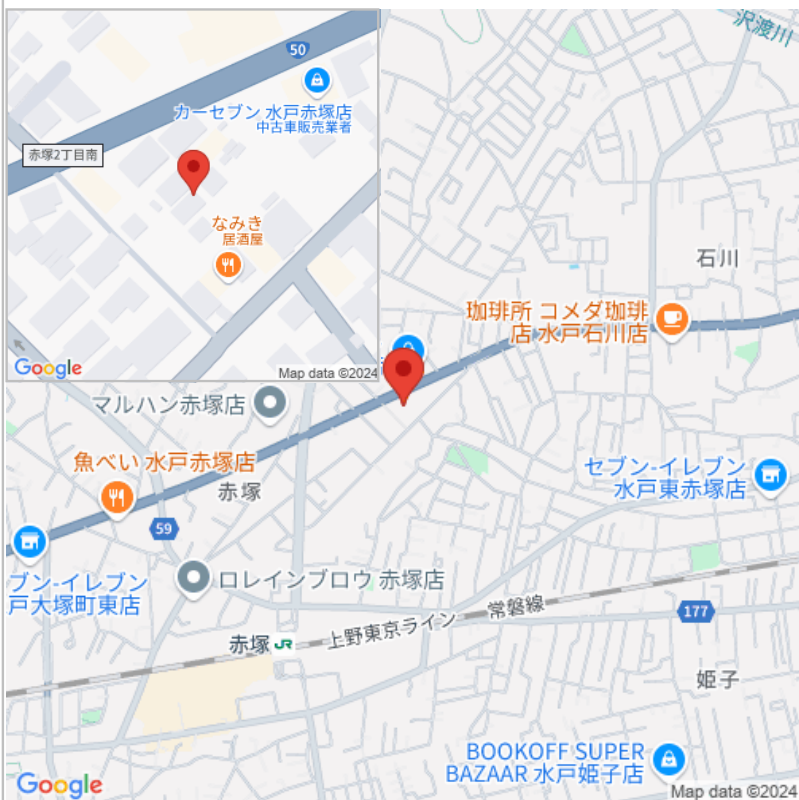 50
カーセブン 水戸赤塚店
中古車販売業者
赤塚2丁目南
なみき
居酒屋
Google
Map data ©2024
沢渡川
石川
珈琲所 コメダ珈琲
店 水戸石川店
マルハン赤塚店
魚べい 水戸赤塚店
赤塚
セブン-イレブン
水戸東赤塚店
59
ブン-イレブン
戸大塚町東店
ロレインブロウ 赤塚店
常磐線
上野東京ライン
赤塚 JR
177
姫子
BOOKOFF SUPER
BAZAAR 水戸姫子店
Google
Map data ©2024